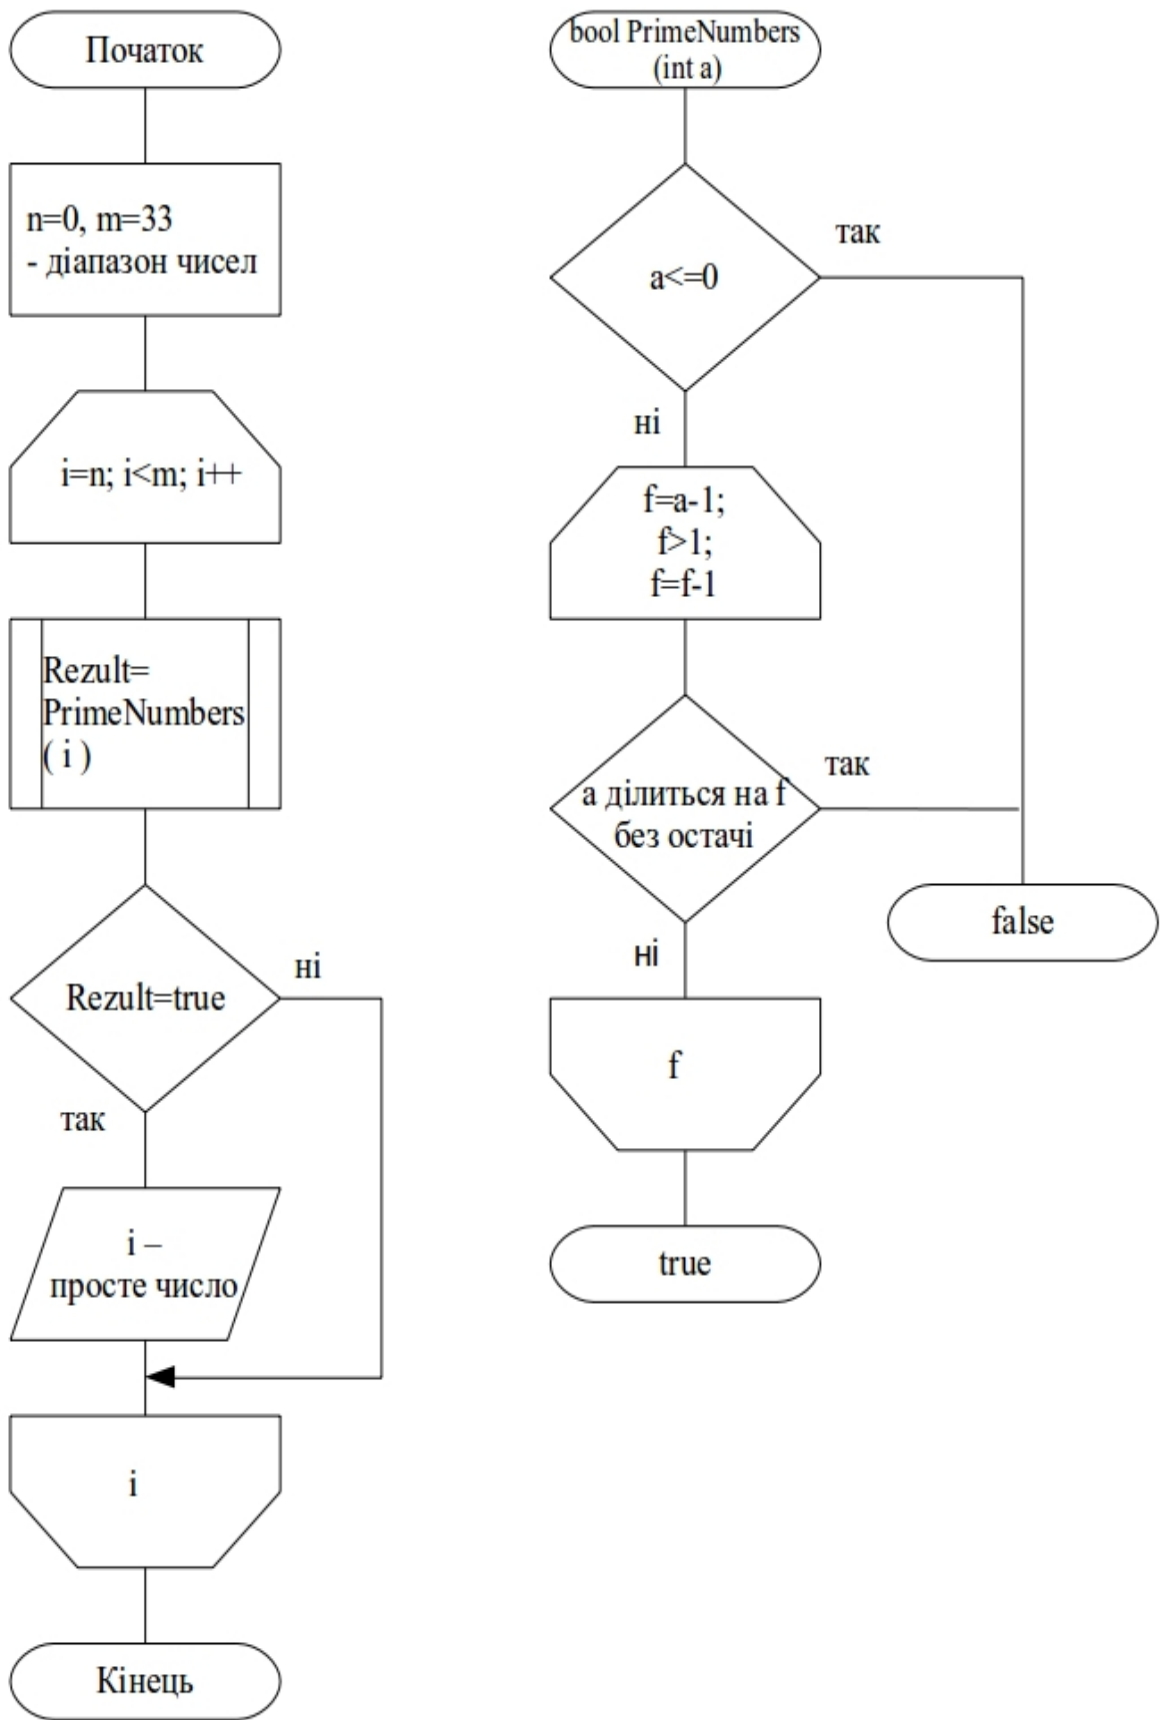 Початок
n=0, m=33
- діапазон чисел
i=n; i<m; i++
Rezult=
PrimeNumbers
( i )
Rezult=true
ні
так
i –
просте число
i
Кінець
bool PrimeNumbers
(int a)
a<=0
так
ні
f=a-1;
f>1;
f=f-1
а ділиться на f
без остачі
так
ні
false
f
true